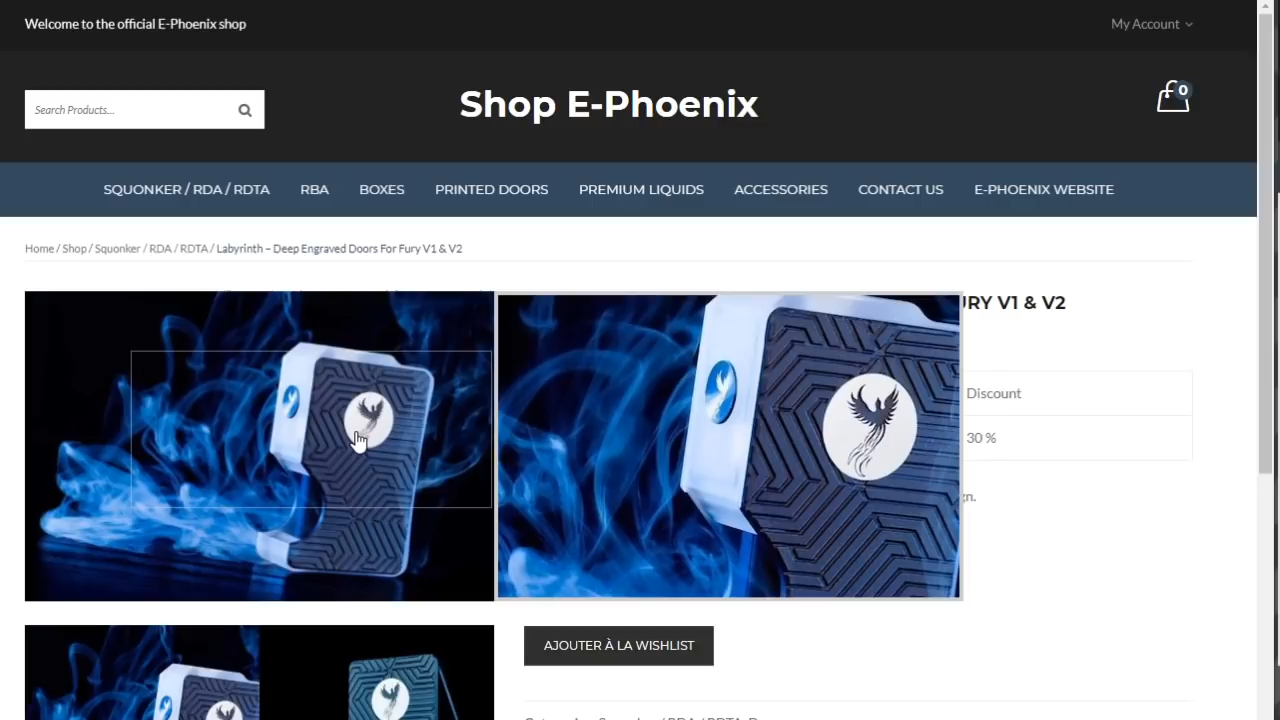 Welcome to the official E-Phoenix shop
My Account
Search Products...
Shop E-Phoenix
0
SQUONKER / RDA / RDTA
RBA
BOXES
PRINTED DOORS
PREMIUM LIQUIDS
ACCESSORIES
CONTACT US
E-PHOENIX WEBSITE
Home / Shop / Squonker / RDA / RDTA / Labyrinth – Deep Engraved Doors For Fury V1 & V2
V1 & V2
Discount
30 %
AJOUTER À LA WISHLIST